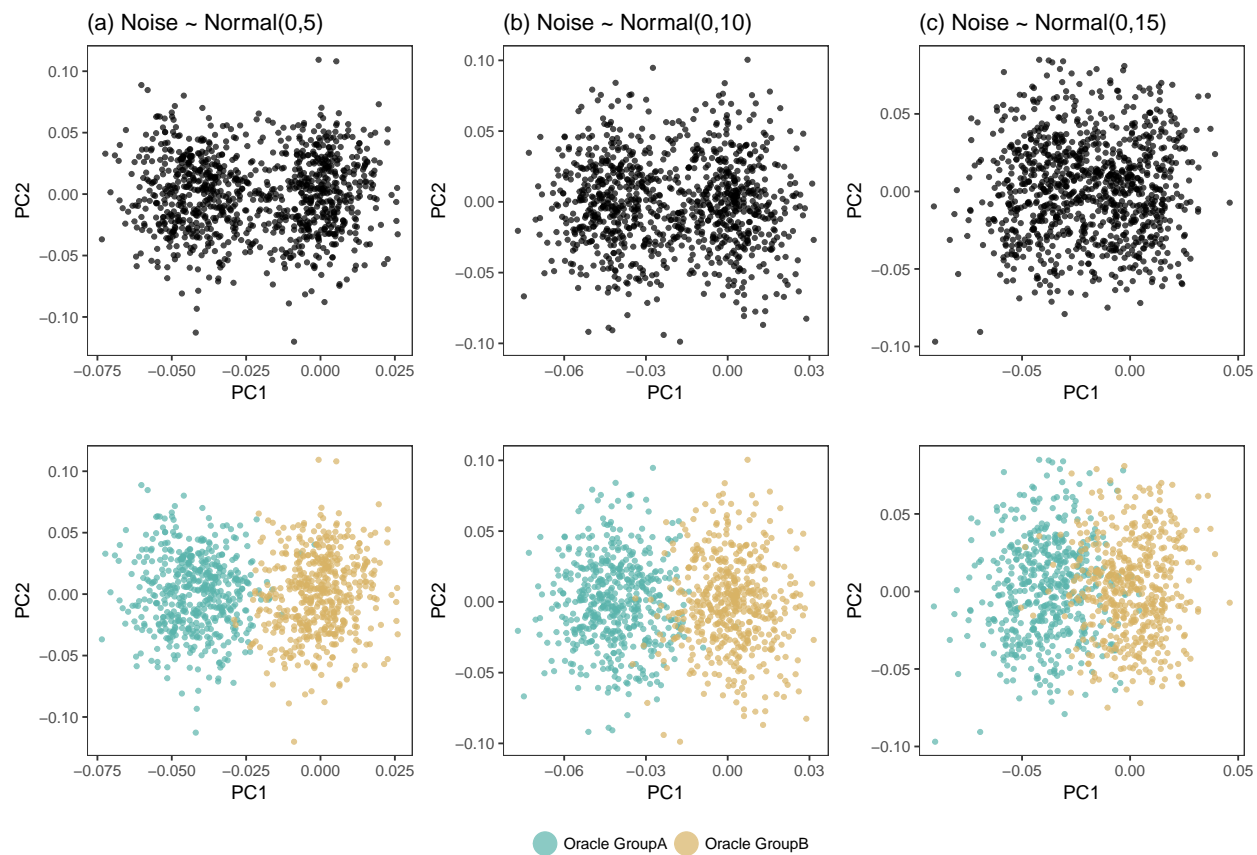 (a) Noise ~ Normal(0,5)
(b) Noise ~ Normal(0,10)
(c) Noise ~ Normal(0,15)
PC2
0.10
0.05
0.00
−0.05
−0.10
−0.075 −0.050 −0.025 0.000 0.025
PC1
PC2
0.10
0.05
0.00
−0.05
−0.10
−0.06 −0.03 0.00 0.03
PC1
PC2
0.05
0.00
−0.05
−0.10
−0.05 0.00 0.05
PC1
PC2
0.10
0.05
0.00
−0.05
−0.10
−0.075 −0.050 −0.025 0.000 0.025
PC1
PC2
0.10
0.05
0.00
−0.05
−0.10
−0.06 −0.03 0.00 0.03
PC1
PC2
0.05
0.00
−0.05
−0.10
−0.05 0.00 0.05
PC1
Oracle GroupA Oracle GroupB